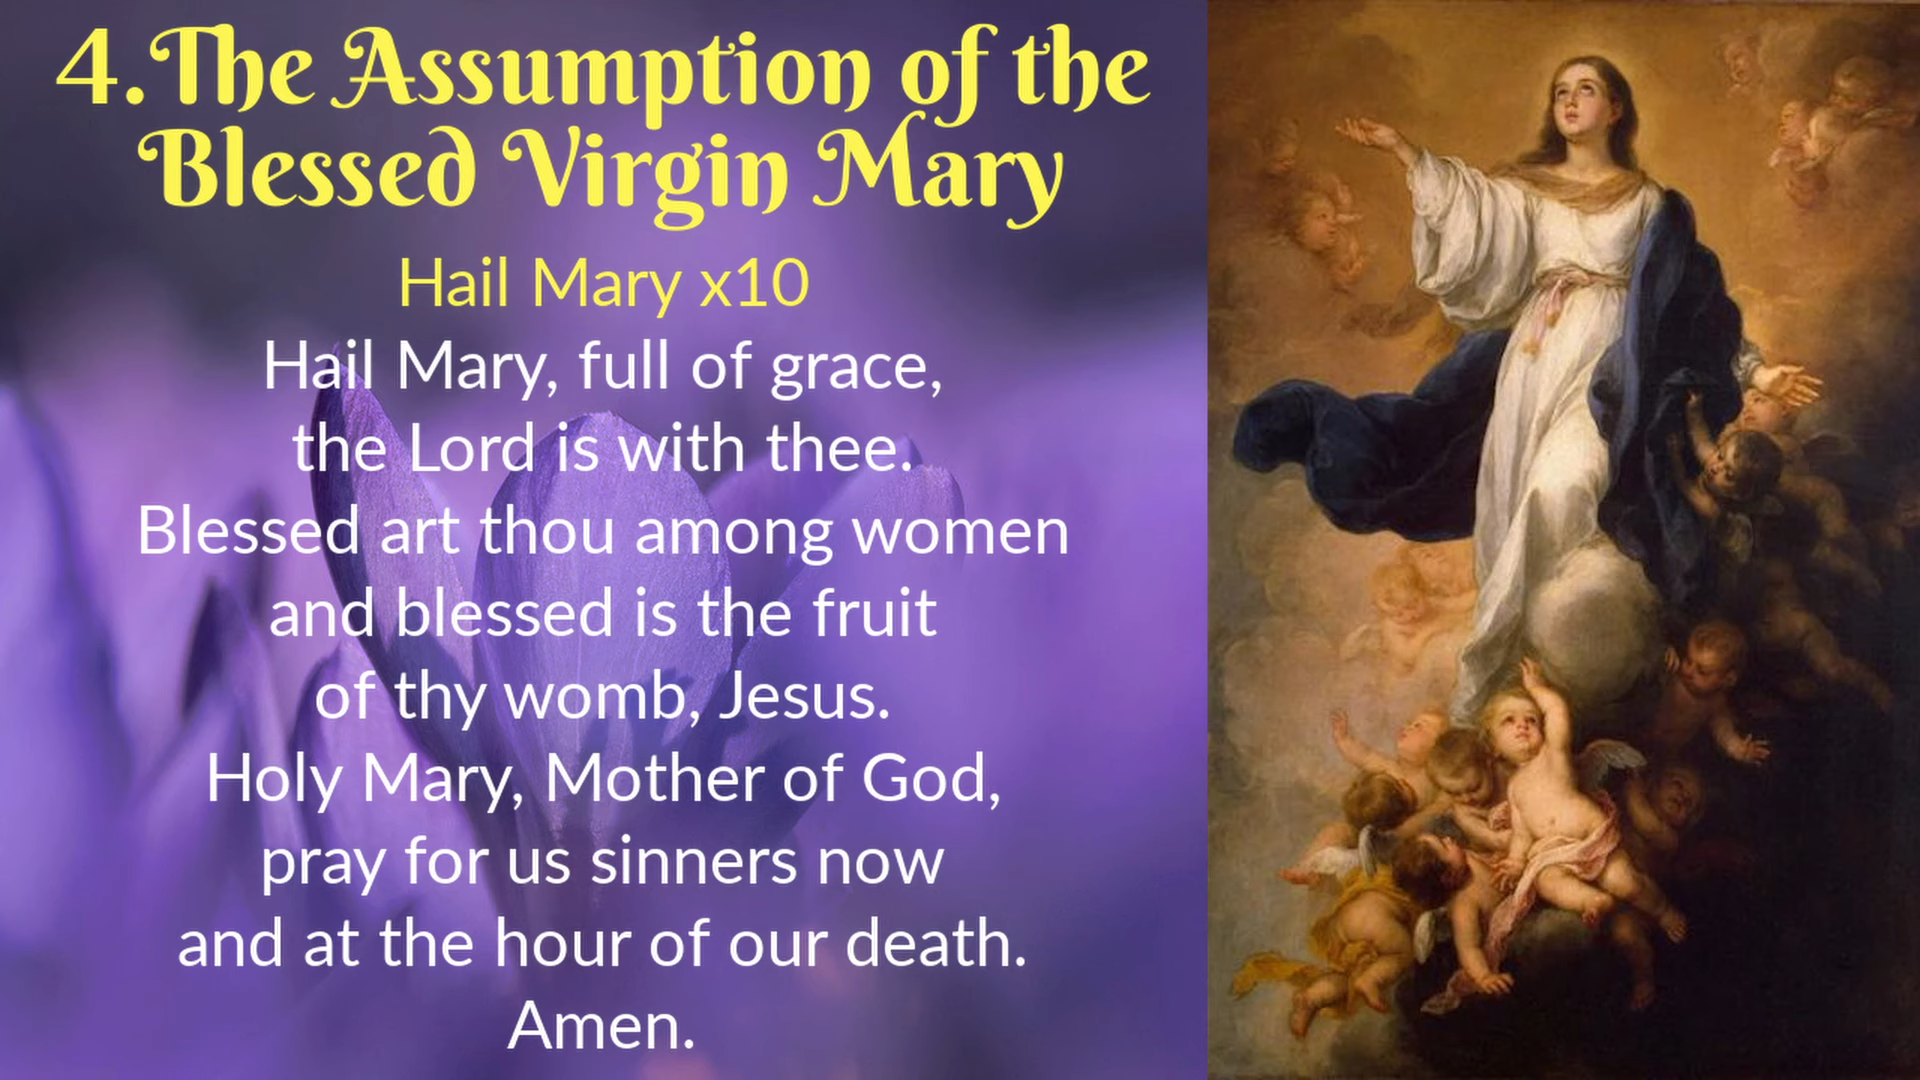 4.The Assumption of the
Blessed Virgin Mary
Hail Mary x10
Hail Mary, full of grace,
the Lord is with thee.
Blessed art thou among women
and blessed is the fruit
of thy womb, Jesus.
Holy Mary, Mother of God,
pray for us sinners now
and at the hour of our death.
Amen.